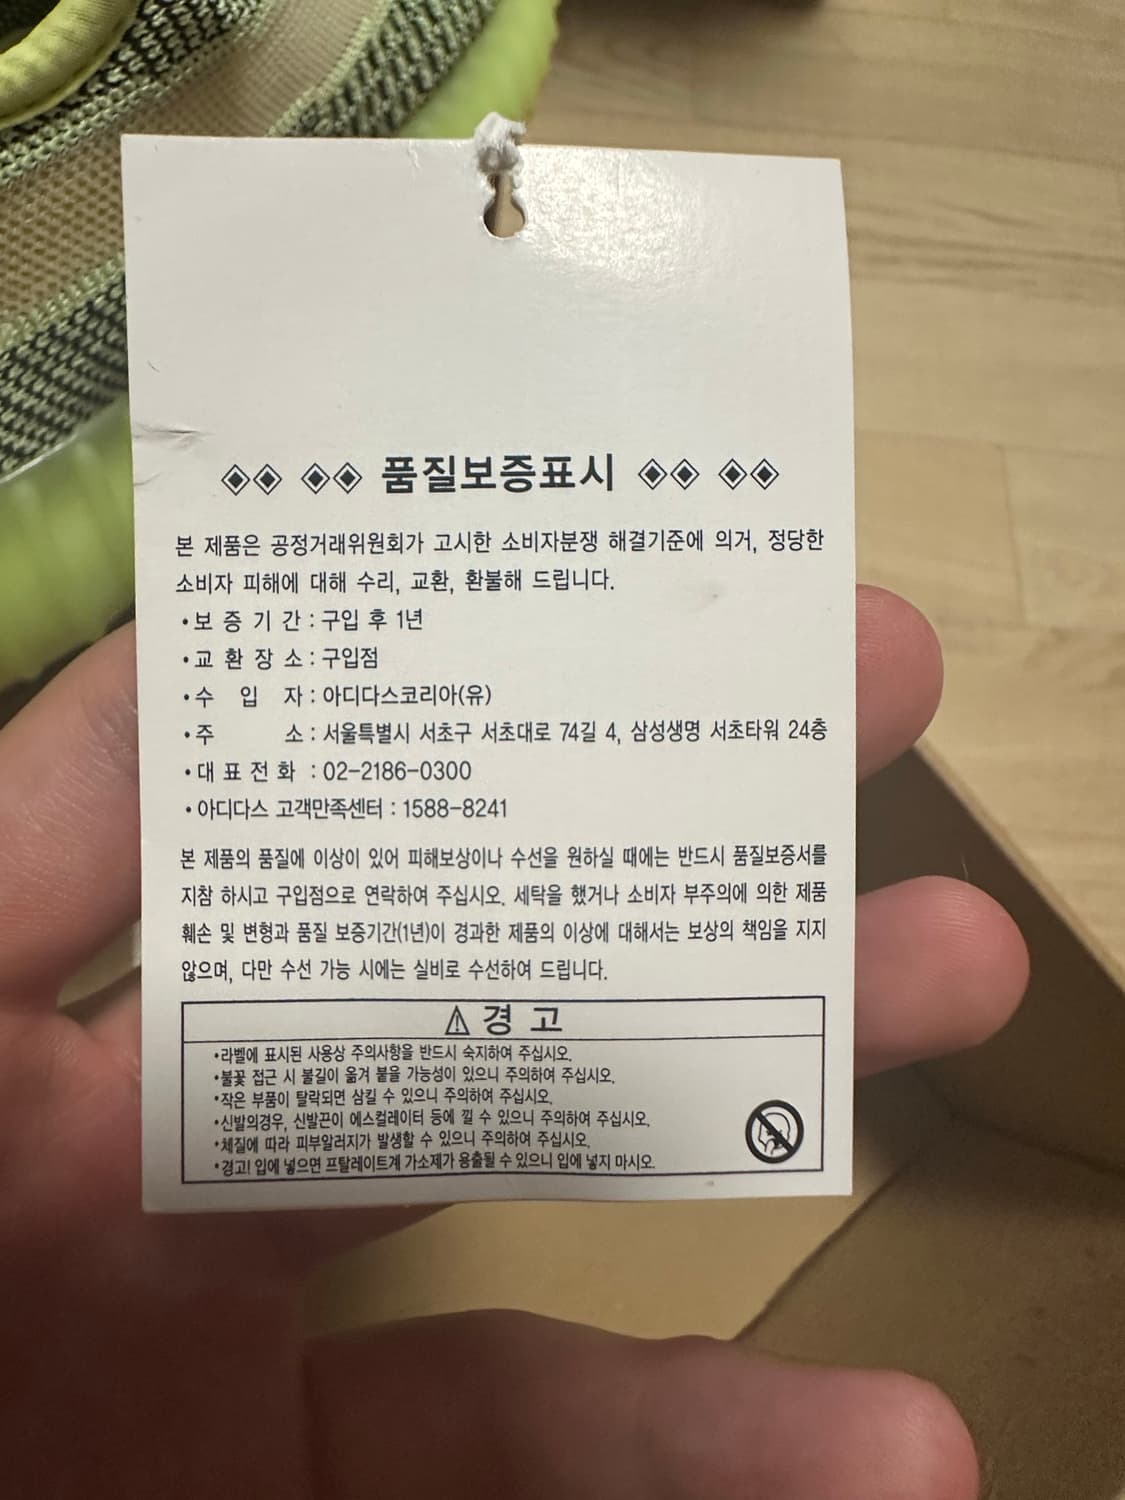 ◈◈ ◈◈ 품질보증표시 ◈◈ ◈◈
본 제품은 공정거래위원회가 고시한 소비자분쟁 해결기준에 의거, 정당한
소비자 피해에 대해 수리, 교환, 환불해 드립니다.
•보 증 기 간 : 구입 후 1년
•교 환 장 소 : 구입점
•수 입 자 : 아디다스코리아(유)
•주 소 : 서울특별시 서초구 서초대로 74길 4, 삼성생명 서초타워 24층
•대 표 전 화 : 02-2186-0300
•아디다스 고객만족센터 : 1588-8241
본 제품의 품질에 이상이 있어 피해보상이나 수선을 원하실 때에는 반드시 품질보증서를
지참 하시고 구입점으로 연락하여 주십시오. 세탁을 했거나 소비자 부주의에 의한 제품
훼손 및 변형과 품질 보증기간(1년)이 경과한 제품의 이상에 대해서는 보상의 책임을 지지
않으며, 다만 수선 가능 시에는 실비로 수선하여 드립니다.
⚠ 경 고
•라벨에 표시된 사용상 주의사항을 반드시 숙지하여 주십시오.
•불꽃 접근 시 불길이 옮겨 붙을 가능성이 있으니 주의하여 주십시오.
•작은 부품이 탈락되면 삼킬 수 있으니 주의하여 주십시오.
•신발의경우, 신발끈이 에스컬레이터 등에 낄 수 있으니 주의하여 주십시오.
•체질에 따라 피부알러지가 발생할 수 있으니 주의하여 주십시오.
•경고! 입에 넣으면 프탈레이트계 가소제가 용출될 수 있으니 입에 넣지 마시오.